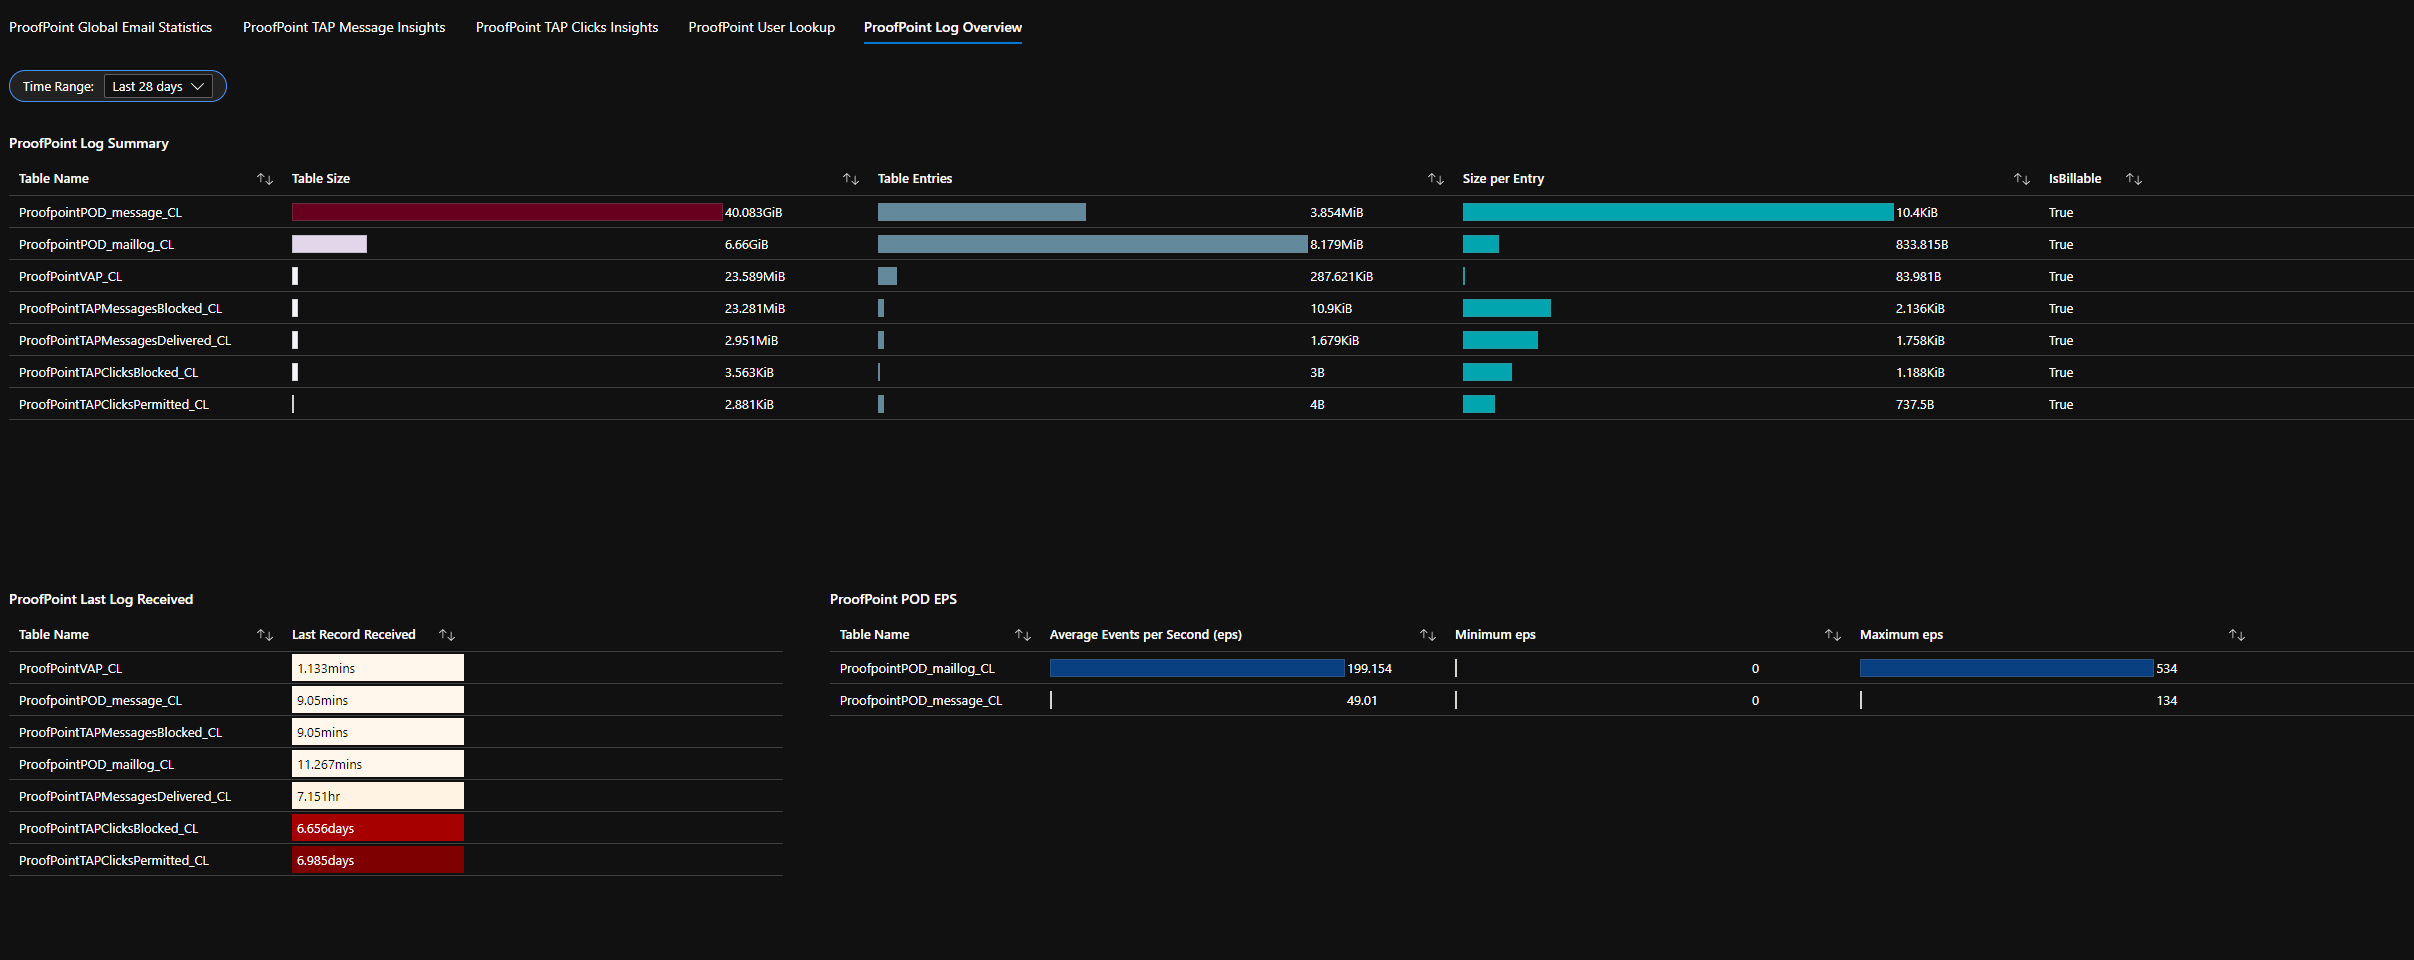 ProofPoint Global Email Statistics ProofPoint TAP Message Insights ProofPoint TAP Clicks Insights ProofPoint User Lookup ProofPoint Log Overview
Time Range: Last 28 days
ProofPoint Log Summary
Table Name Table Size Table Entries Size per Entry IsBillable
ProofpointPOD_message_CL 40.083GiB 3.854MiB 10.4KiB True
ProofpointPOD_maillog_CL 6.66GiB 8.179MiB 833.815B True
ProofPointVAP_CL 23.589MiB 287.621KiB 83.981B True
ProofPointTAPMessagesBlocked_CL 23.281MiB 10.9KiB 2.136KiB True
ProofPointTAPMessagesDelivered_CL 2.951MiB 1.679KiB 1.758KiB True
ProofPointTAPClicksBlocked_CL 3.563KiB 3B 1.188KiB True
ProofPointTAPClicksPermitted_CL 2.881KiB 4B 737.5B True
ProofPoint Last Log Received
Table Name Last Record Received
ProofPointVAP_CL 1.133mins
ProofpointPOD_message_CL 9.05mins
ProofPointTAPMessagesBlocked_CL 9.05mins
ProofpointPOD_maillog_CL 11.267mins
ProofPointTAPMessagesDelivered_CL 7.151hr
ProofPointTAPClicksBlocked_CL 6.656days
ProofPointTAPClicksPermitted_CL 6.985days
ProofPoint POD EPS
Table Name Average Events per Second (eps) Minimum eps Maximum eps
ProofpointPOD_maillog_CL 199.154 0 534
ProofpointPOD_message_CL 49.01 0 134